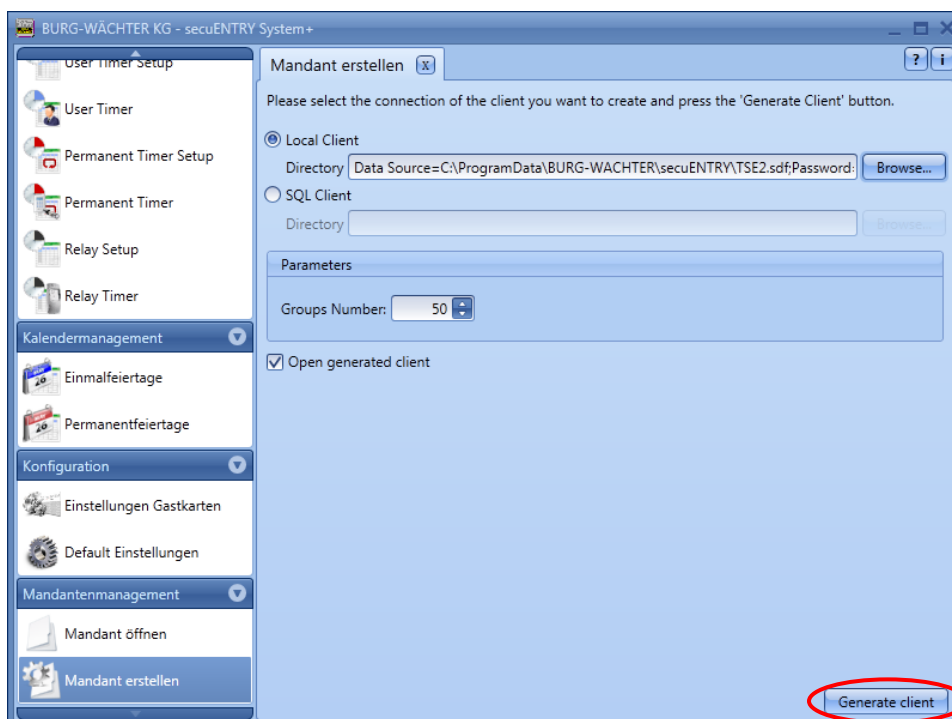 BURG-WÄCHTER KG - secuENTRY System+
User Timer Setup
User Timer
Permanent Timer Setup
Permanent Timer
Relay Setup
Relay Timer
Kalendermanagement
Einmalfeiertage
Permanentfeiertage
Konfiguration
Einstellungen Gastkarten
Default Einstellungen
Mandantenmanagement
Mandant öffnen
Mandant erstellen
Mandant erstellen x
? i
Please select the connection of the client you want to create and press the 'Generate Client' button.
Local Client
Directory Data Source=C:\ProgramData\BURG-WACHTER\secuENTRY\TSE2.sdf;Password= Browse...
SQL Client
Directory Browse...
Parameters
Groups Number: 50
Open generated client
Generate client